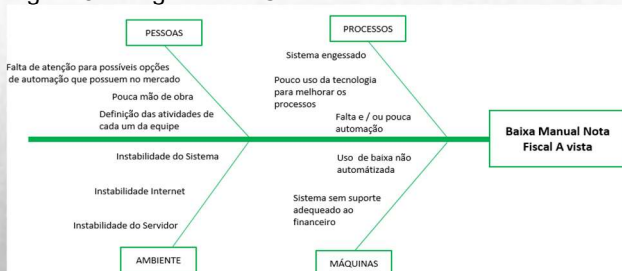 PESSOAS
PROCESSOS
Falta de atenção para possíveis opções
de automação que possuem no mercado
Pouca mão de obra
Definição das atividades de
cada um da equipe
Sistema engessado
Pouco uso da tecnologia
para melhorar os
processos
Falta e / ou pouca
automação
Baixa Manual Nota
Fiscal A vista
Instabilidade do Sistema
Instabilidade Internet
Instabilidade do Servidor
Uso de baixa não
automátizada
Sistema sem suporte
adequeado ao
financeiro
AMBIENTE
MÁQUINAS